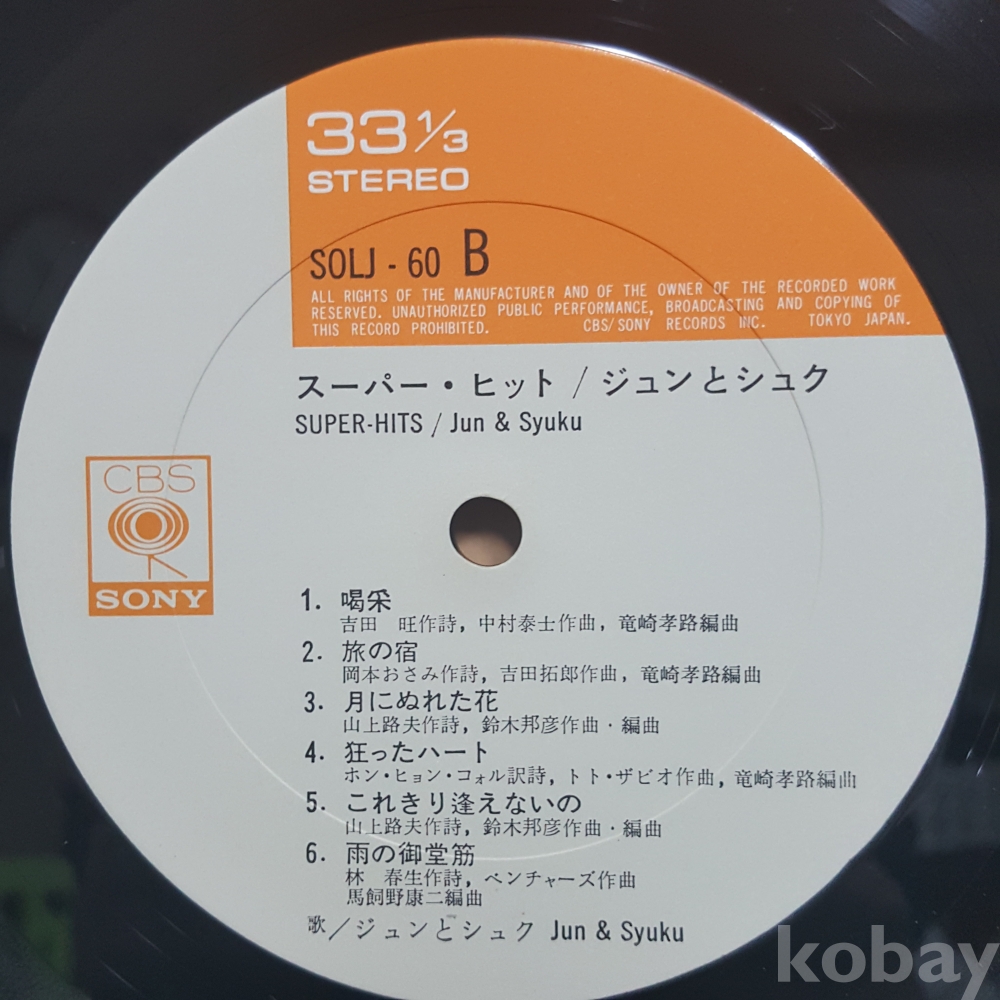 33 1/3
STEREO
SOLJ - 60 B
ALL RIGHTS OF THE MANUFACTURER AND OF THE OWNER OF THE RECORDED WORK
RESERVED. UNAUTHORIZED PUBLIC PERFORMANCE, BROADCASTING AND COPYING OF
THIS RECORD PROHIBITED. CBS/SONY RECORDS INC. TOKYO JAPAN.
スーパー・ヒット / ジュンとシュク
SUPER-HITS / Jun & Syuku
CBS
SONY
1. 喝采
吉田 旺作詩, 中村泰士作曲, 竜崎孝路編曲
2. 旅の宿
岡本おさみ作詩, 吉田拓郎作曲, 竜崎孝路編曲
3. 月にぬれた花
山上路夫作詩, 鈴木邦彦作曲・編曲
4. 狂ったハート
ホン・ヒョン・コォル訳詩, トト・ザビオ作曲, 竜崎孝路編曲
5. これきり逢えないの
山上路夫作詩, 鈴木邦彦作曲・編曲
6. 雨の御堂筋
林 春生作詩, ベンチャーズ作曲
馬飼野康二編曲
歌/ジュンとシュク Jun & Syuku
kobay